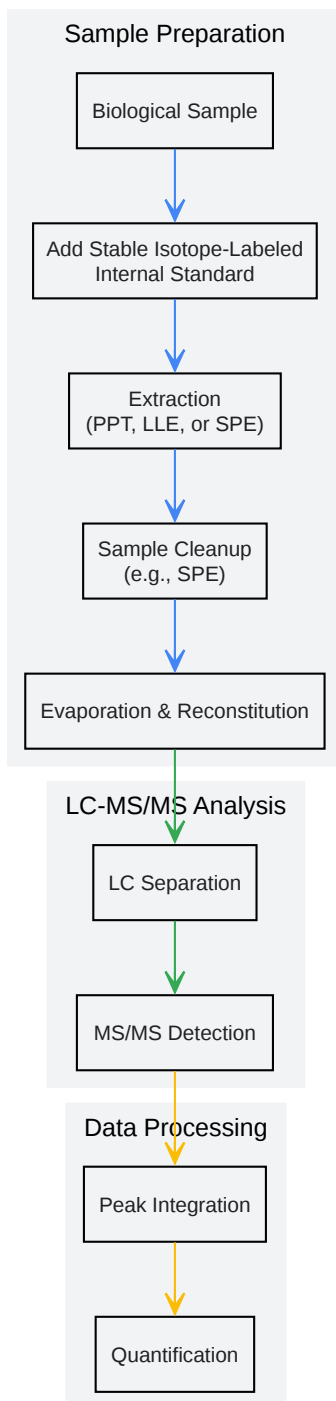 Sample Preparation
Biological Sample
Add Stable Isotope-Labeled
Internal Standard
Extraction
(PPT, LLE, or SPE)
Sample Cleanup
(e.g., SPE)
Evaporation & Reconstitution
LC-MS/MS Analysis
LC Separation
MS/MS Detection
Data Processing
Peak Integration
Quantification